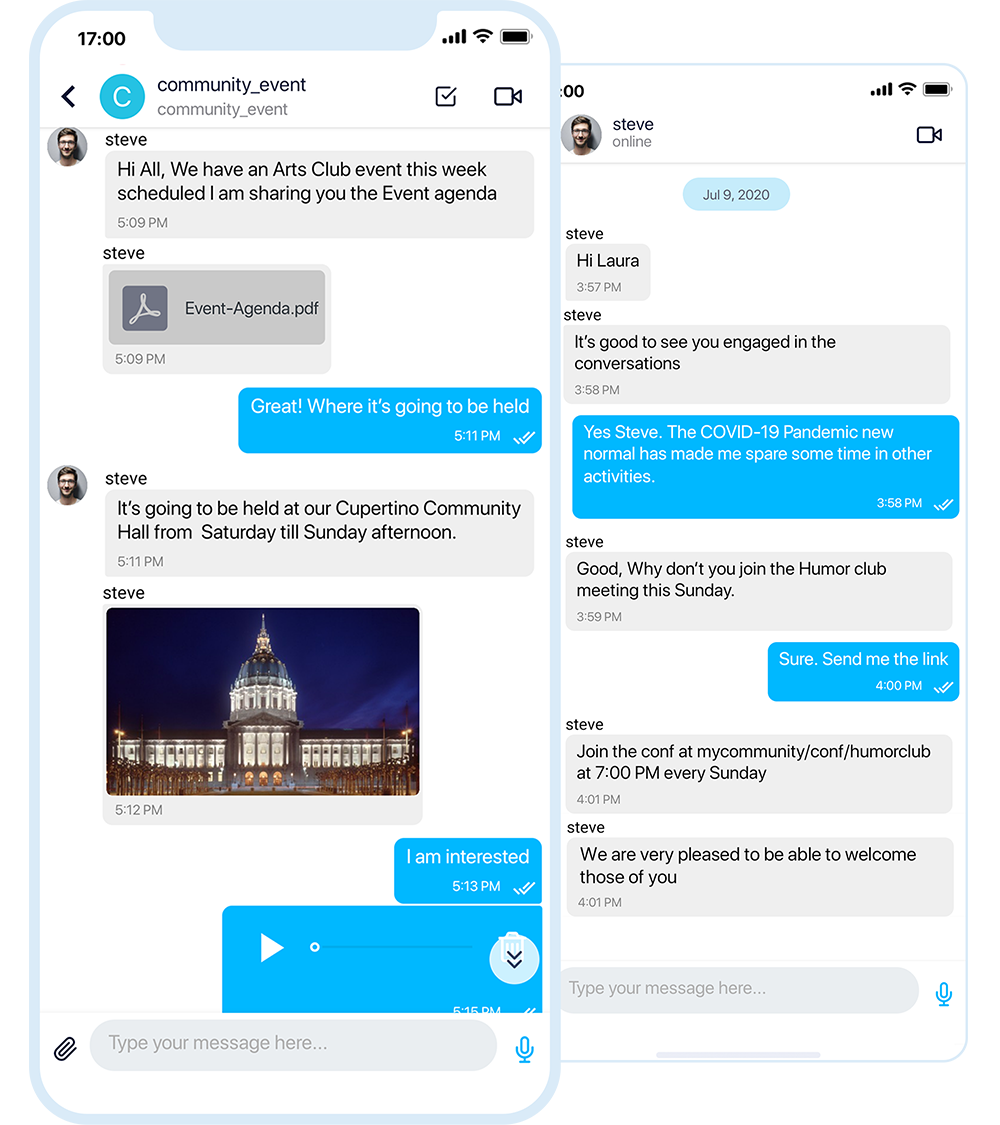 17:00
community_event
community_event
steve
Hi All, We have an Arts Club event this week
scheduled I am sharing you the Event agenda
5:09 PM
steve
Event-Agenda.pdf
5:09 PM
Great! Where it’s going to be held
5:11 PM
steve
It’s going to be held at our Cupertino Community
Hall from  Saturday till Sunday afternoon.
5:11 PM
steve
5:12 PM
I am interested
5:13 PM
5:15 PM
Type your message here...
:00
steve
online
Jul 9, 2020
steve
Hi Laura
3:57 PM
steve
It’s good to see you engaged in the
conversations
3:58 PM
Yes Steve. The COVID-19 Pandemic new
normal has made me spare some time in other
activities.
3:58 PM
steve
Good, Why don’t you join the Humor club
meeting this Sunday.
3:59 PM
Sure. Send me the link
4:00 PM
steve
Join the conf at mycommunity/conf/humorclub
at 7:00 PM every Sunday
4:01 PM
steve
We are very pleased to be able to welcome
those of you
4:01 PM
Type your message here...